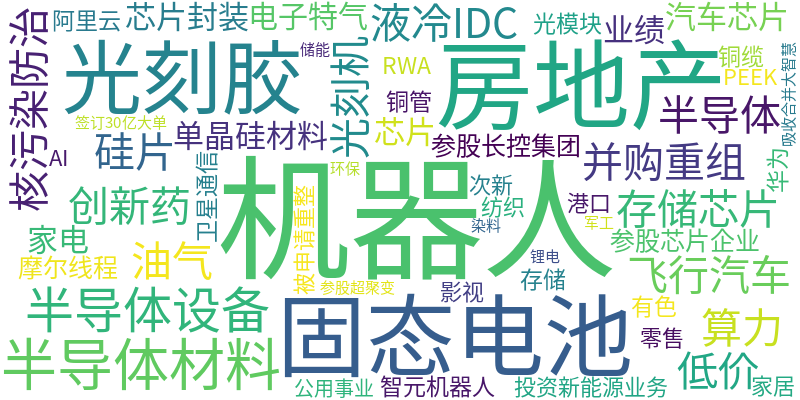 核污染防治
阿里云
芯片封装
电子特气
液冷IDC
光模块
业绩
汽车芯片
光刻胶
储能
光刻机
RWA
房地产
铜缆
PEEK
吸收合并大智慧
签订30亿大单
铜管
半导体
AI
硅片
单晶硅材料
芯片
参股长控集团
并购重组
华为
环保
机器人
创新药
卫星通信
次新
纺织
港口
存储芯片
染料
军工
家电
被申请重整
参股芯片企业
摩尔线程
油气
锂电
存储
飞行汽车
参股超聚变
影视
半导体设备
固态电池
有色
算力
零售
半导体材料
低价
公用事业
智元机器人
投资新能源业务
家居